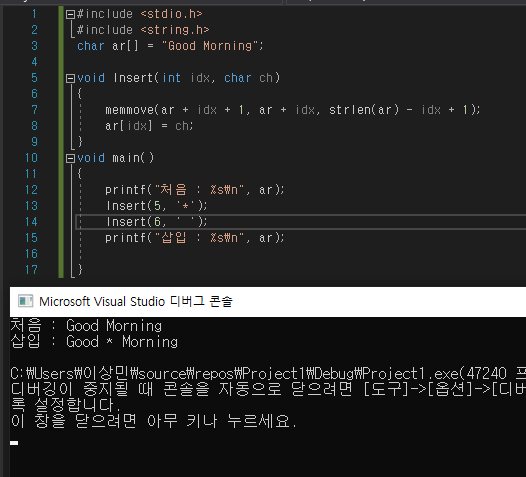 1 #include <stdio.h>
2 #include <string.h>
3 char ar[] = "Good Morning";
4
5 void Insert(int idx, char ch)
6 {
7 memmove(ar + idx + 1, ar + idx, strlen(ar) - idx + 1);
8 ar[idx] = ch;
9 }
10 void main()
11 {
12 printf("처음 : %s₩n", ar);
13 Insert(5, '*');
14 Insert(6, ' ');
15 printf("삽입 : %s₩n", ar);
16
17 }
Microsoft Visual Studio 디버그 콘솔
처음 : Good Morning
삽입 : Good * Morning
C:₩Users₩이상민₩source₩repos₩Project1₩Debug₩Project1.exe(47240 프
디버깅이 중지될 때 콘솔을 자동으로 닫으려면 [도구]->[옵션]->[디버
록 설정합니다.
이 창을 닫으려면 아무 키나 누르세요.